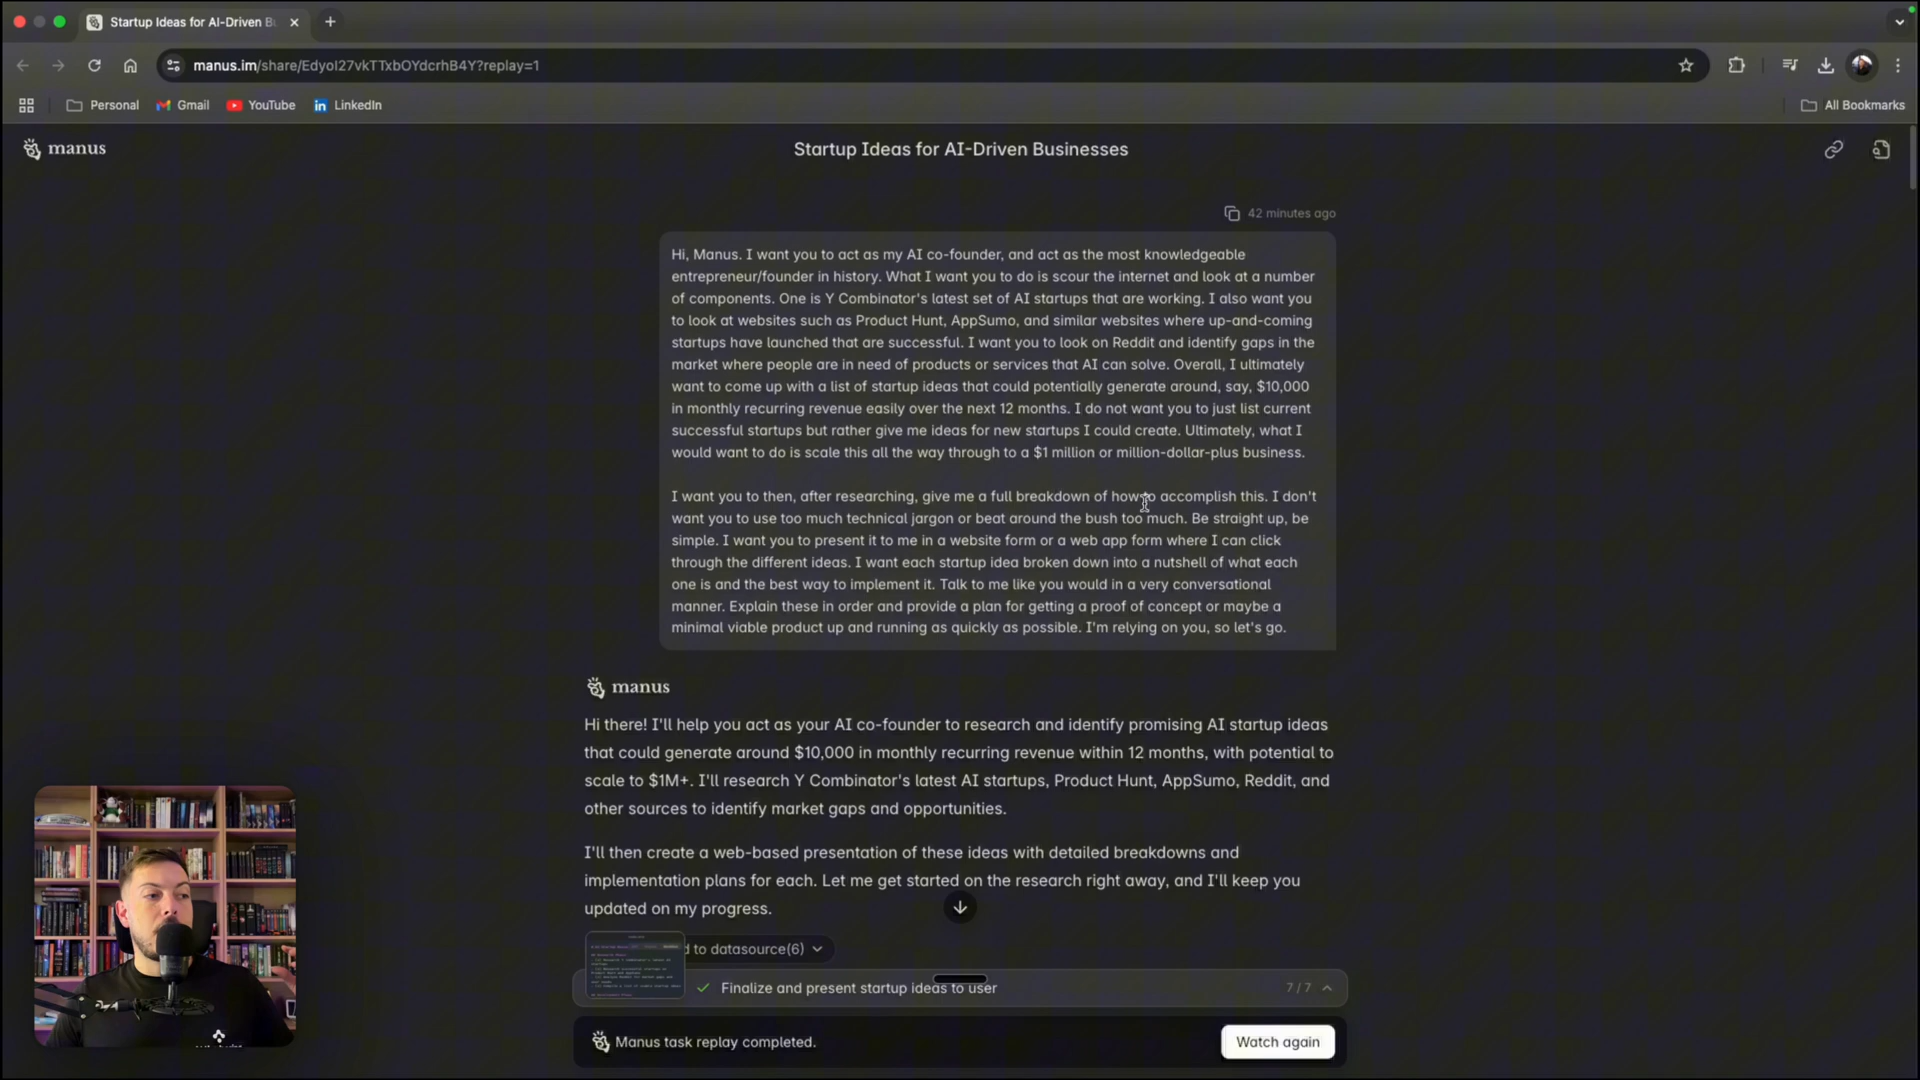 Startup Ideas for AI-Driven B
manus.im/share/EdyoI27vkTTxbOYdcrhB4Y?replay=1
Personal
Gmail
YouTube
LinkedIn
All Bookmarks
manus
Startup Ideas for AI-Driven Businesses
42 minutes ago
Hi, Manus. I want you to act as my AI co-founder, and act as the most knowledgeable
entrepreneur/founder in history. What I want you to do is scour the internet and look at a number
of components. One is Y Combinator's latest set of AI startups that are working. I also want you
to look at websites such as Product Hunt, AppSumo, and similar websites where up-and-coming
startups have launched that are successful. I want you to look on Reddit and identify gaps in the
market where people are in need of products or services that AI can solve. Overall, I ultimately
want to come up with a list of startup ideas that could potentially generate around, say, $10,000
in monthly recurring revenue easily over the next 12 months. I do not want you to just list current
successful startups but rather give me ideas for new startups I could create. Ultimately, what I
would want to do is scale this all the way through to a $1 million or million-dollar-plus business.
I want you to then, after researching, give me a full breakdown of how to accomplish this. I don't
want you to use too much technical jargon or beat around the bush too much. Be straight up, be
simple. I want you to present it to me in a website form or a web app form where I can click
through the different ideas. I want each startup idea broken down into a nutshell of what each
one is and the best way to implement it. Talk to me like you would in a very conversational
manner. Explain these in order and provide a plan for getting a proof of concept or maybe a
minimal viable product up and running as quickly as possible. I'm relying on you, so let's go.
manus
Hi there! I'll help you act as your AI co-founder to research and identify promising AI startup ideas
that could generate around $10,000 in monthly recurring revenue within 12 months, with potential to
scale to $1M+. I'll research Y Combinator's latest AI startups, Product Hunt, AppSumo, Reddit, and
other sources to identify market gaps and opportunities.
I'll then create a web-based presentation of these ideas with detailed breakdowns and
implementation plans for each. Let me get started on the research right away, and I'll keep you
updated on my progress.
d to datasource(6)
Finalize and present startup ideas to user
7 / 7
Manus task replay completed.
Watch again